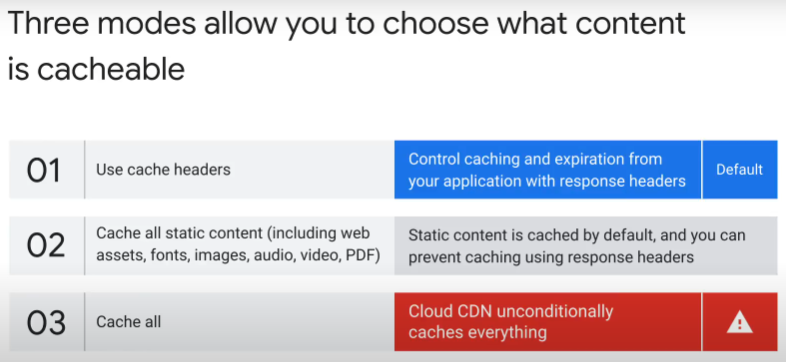 Three modes allow you to choose what content
is cacheable
01
Use cache headers
Control caching and expiration from
your application with response headers
Default
02
Cache all static content (including web
assets, fonts, images, audio, video, PDF)
Static content is cached by default, and you can
prevent caching using response headers
03
Cache all
Cloud CDN unconditionally
caches everything